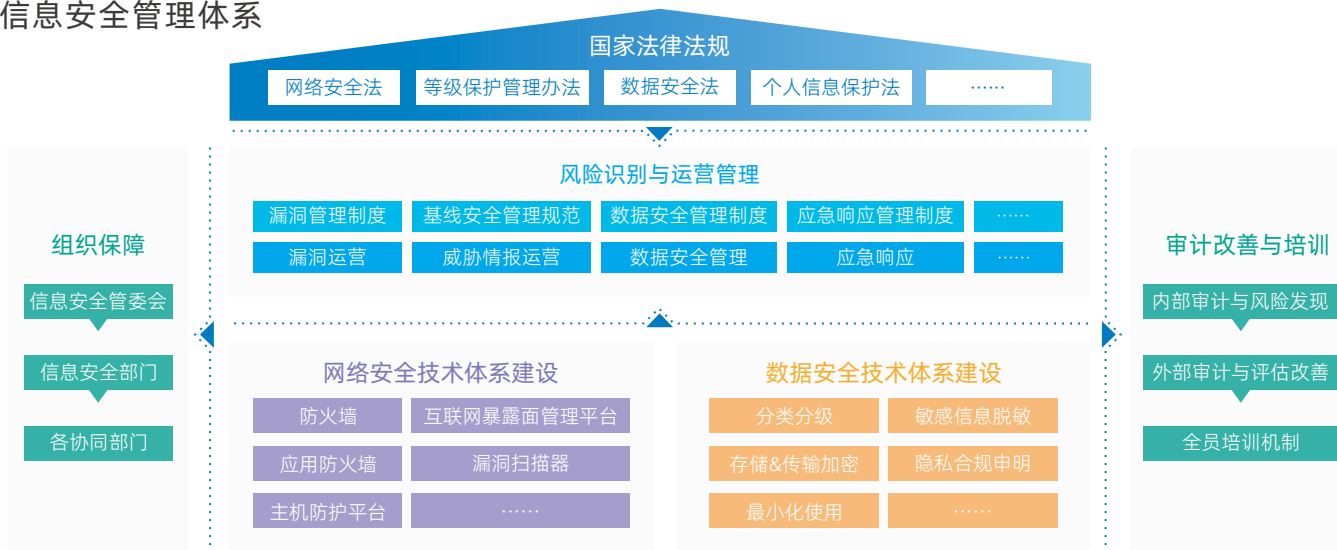 信息安全管理体系
国家法律法规
网络安全法
等级保护管理办法
数据安全法
个人信息保护法
……
组织保障
信息安全管委会
信息安全部门
各协同部门
风险识别与运营管理
漏洞管理制度
基线安全管理规范
数据安全管理制度
应急响应管理制度
……
漏洞运营
威胁情报运营
数据安全管理
应急响应
……
网络安全技术体系建设
防火墙
互联网暴露面管理平台
应用防火墙
漏洞扫描器
主机防护平台
……
数据安全技术体系建设
分类分级
敏感信息脱敏
存储&传输加密
隐私合规申明
最小化使用
……
审计改善与培训
内部审计与风险发现
外部审计与评估改善
全员培训机制